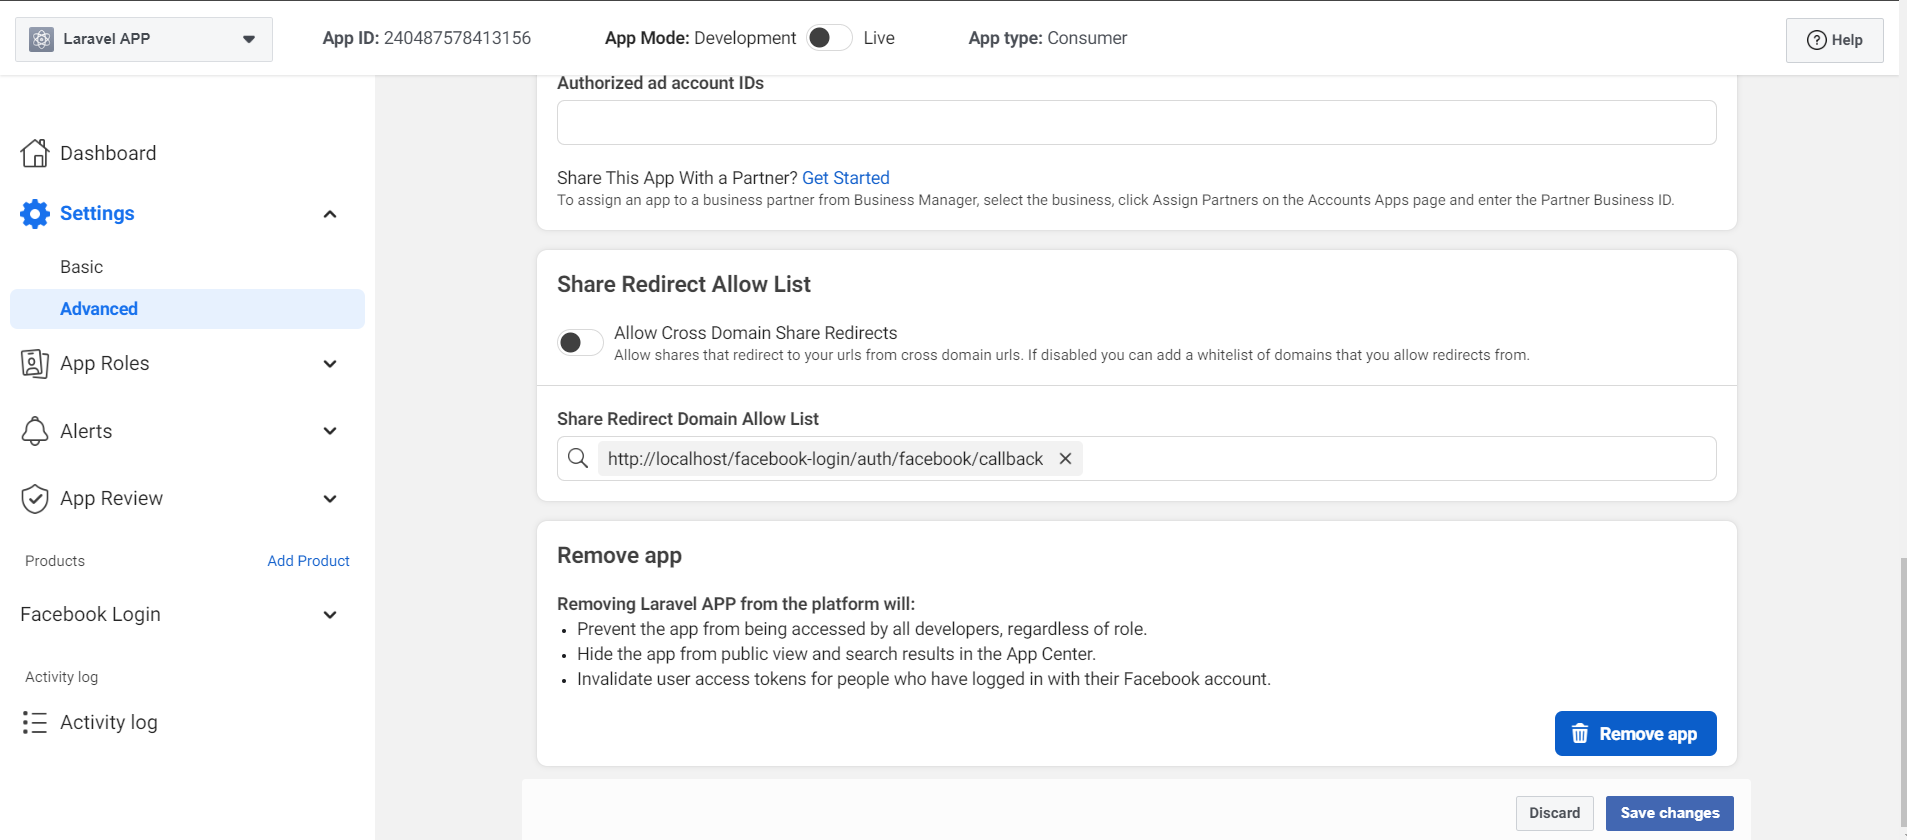 Laravel APP
App ID: 240487578413156
App Mode: Development Live
App type: Consumer
Help
Dashboard
Settings
Basic
Advanced
App Roles
Alerts
App Review
Products Add Product
Facebook Login
Activity log
Activity log
Authorized ad account IDs
Share This App With a Partner? Get Started
To assign an app to a business partner from Business Manager, select the business, click Assign Partners on the Accounts Apps page and enter the Partner Business ID.
Share Redirect Allow List
Allow Cross Domain Share Redirects
Allow shares that redirect to your urls from cross domain urls. If disabled you can add a whitelist of domains that you allow redirects from.
Share Redirect Domain Allow List
http://localhost/facebook-login/auth/facebook/callback
Remove app
Removing Laravel APP from the platform will:
• Prevent the app from being accessed by all developers, regardless of role.
• Hide the app from public view and search results in the App Center.
• Invalidate user access tokens for people who have logged in with their Facebook account.
Remove app
Discard Save changes